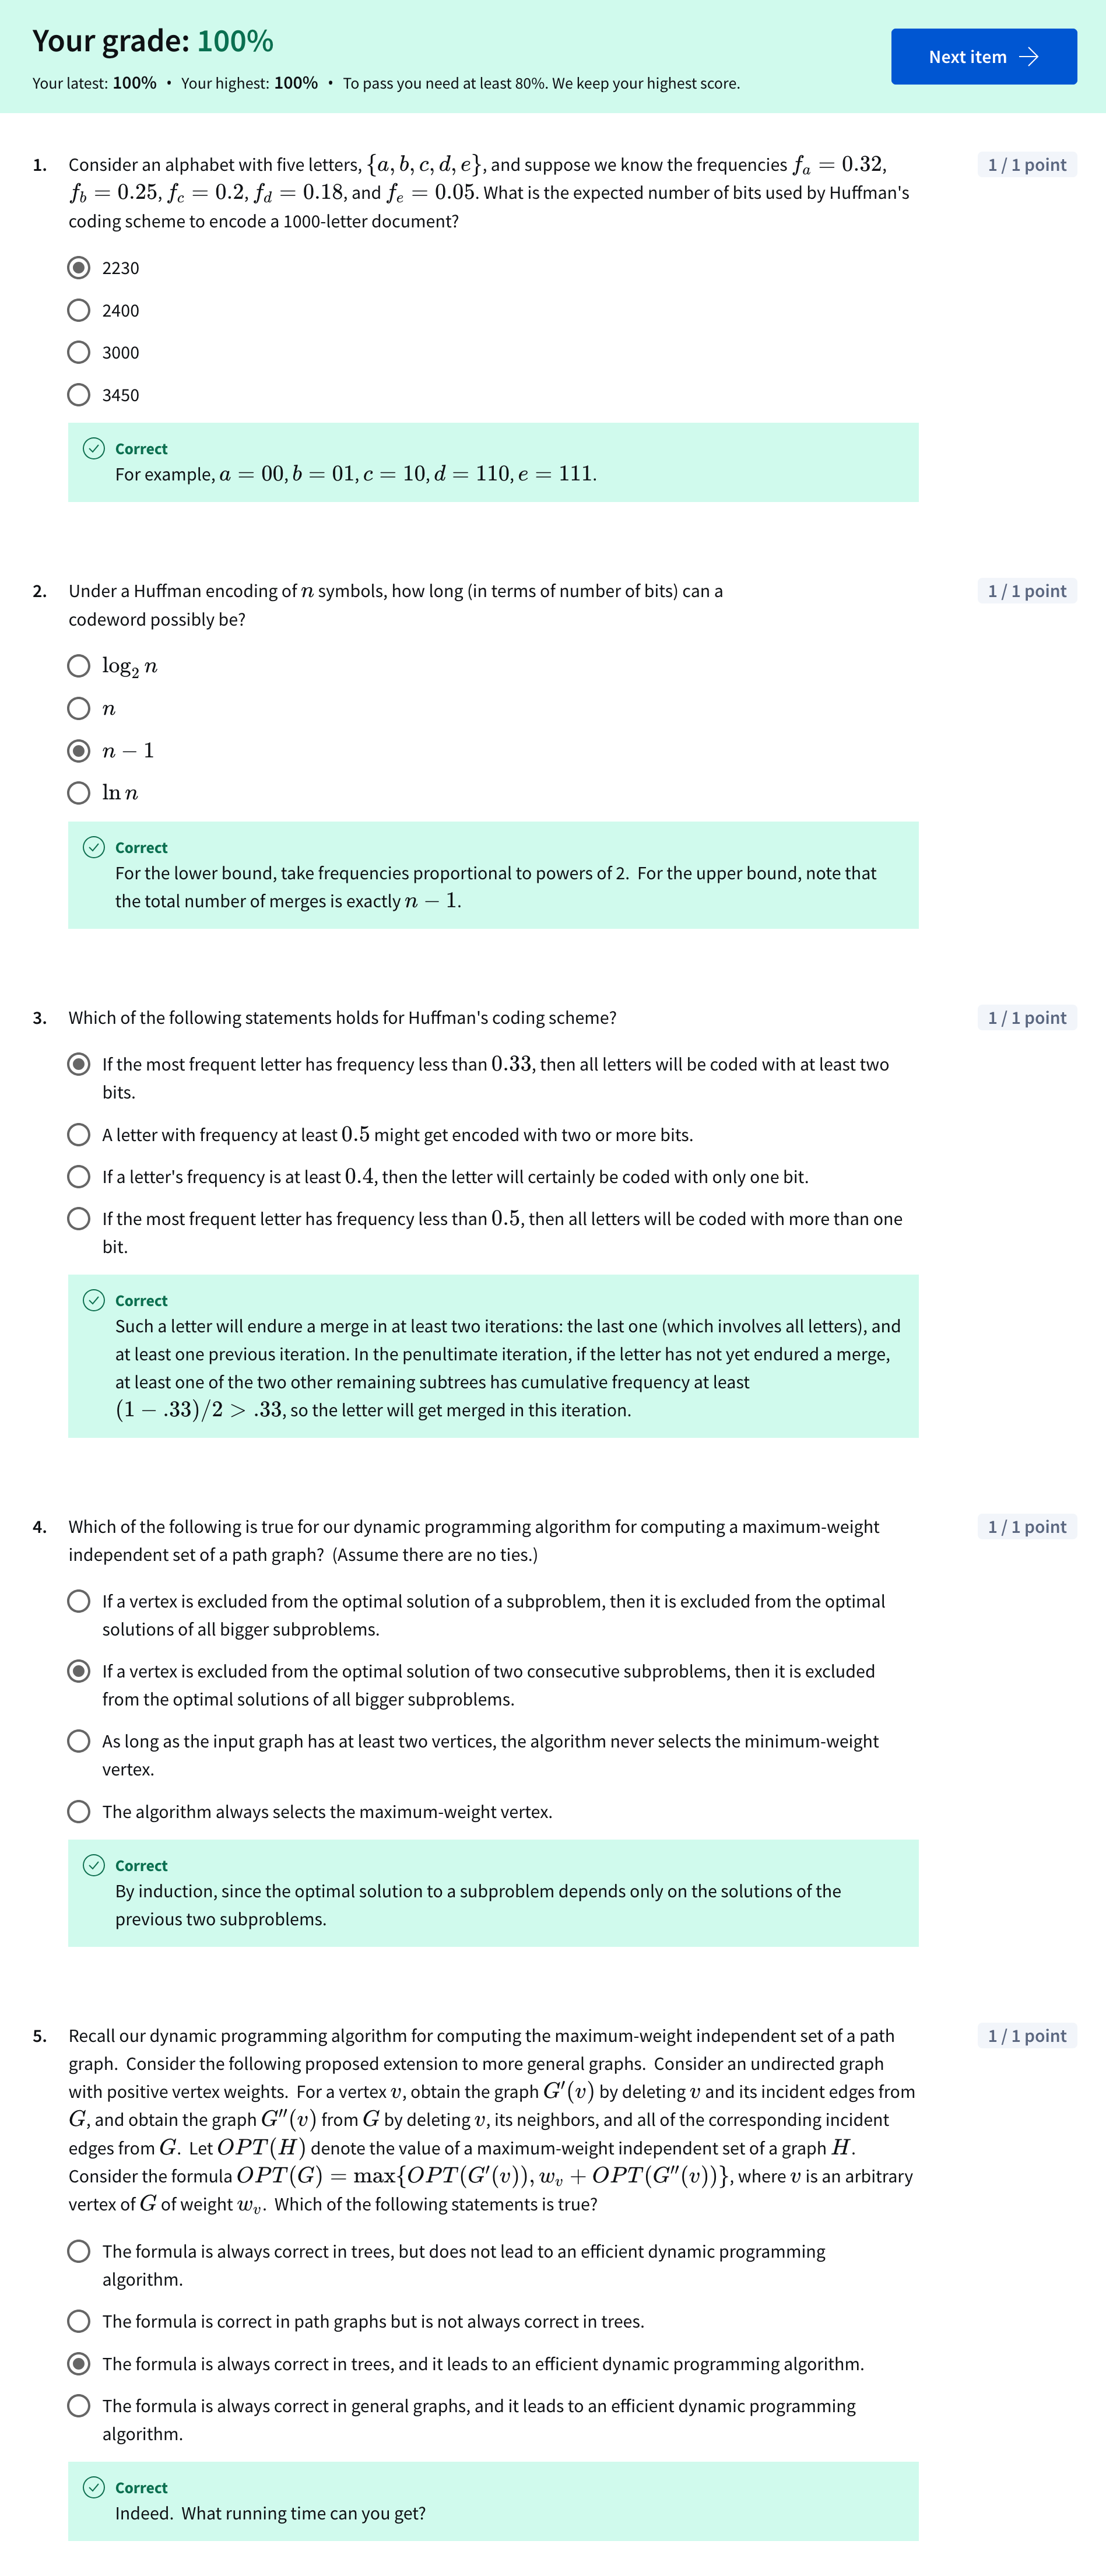 Your grade: 100%
Your latest: 100% • Your highest: 100% • To pass you need at least 80%. We keep your highest score.
Next item →
1. Consider an alphabet with five letters, {a, b, c, d, e}, and suppose we know the frequencies fₐ = 0.32,
f_b = 0.25, f_c = 0.2, f_d = 0.18, and f_e = 0.05. What is the expected number of bits used by Huffman's
coding scheme to encode a 1000-letter document?
1 / 1 point
2230
2400
3000
3450
Correct
For example, a = 00, b = 01, c = 10, d = 110, e = 111.
2. Under a Huffman encoding of n symbols, how long (in terms of number of bits) can a
codeword possibly be?
1 / 1 point
log₂ n
n
n − 1
ln n
Correct
For the lower bound, take frequencies proportional to powers of 2. For the upper bound, note that
the total number of merges is exactly n − 1.
3. Which of the following statements holds for Huffman's coding scheme?
1 / 1 point
If the most frequent letter has frequency less than 0.33, then all letters will be coded with at least two
bits.
A letter with frequency at least 0.5 might get encoded with two or more bits.
If a letter's frequency is at least 0.4, then the letter will certainly be coded with only one bit.
If the most frequent letter has frequency less than 0.5, then all letters will be coded with more than one
bit.
Correct
Such a letter will endure a merge in at least two iterations: the last one (which involves all letters), and
at least one previous iteration. In the penultimate iteration, if the letter has not yet endured a merge,
at least one of the two other remaining subtrees has cumulative frequency at least
(1 − .33)/2 > .33, so the letter will get merged in this iteration.
4. Which of the following is true for our dynamic programming algorithm for computing a maximum-weight
independent set of a path graph? (Assume there are no ties.)
1 / 1 point
If a vertex is excluded from the optimal solution of a subproblem, then it is excluded from the optimal
solutions of all bigger subproblems.
If a vertex is excluded from the optimal solution of two consecutive subproblems, then it is excluded
from the optimal solutions of all bigger subproblems.
As long as the input graph has at least two vertices, the algorithm never selects the minimum-weight
vertex.
The algorithm always selects the maximum-weight vertex.
Correct
By induction, since the optimal solution to a subproblem depends only on the solutions of the
previous two subproblems.
5. Recall our dynamic programming algorithm for computing the maximum-weight independent set of a path
graph. Consider the following proposed extension to more general graphs. Consider an undirected graph
with positive vertex weights. For a vertex v, obtain the graph G′(v) by deleting v and its incident edges from
G, and obtain the graph G″(v) from G by deleting v, its neighbors, and all of the corresponding incident
edges from G. Let OPT(H) denote the value of a maximum-weight independent set of a graph H.
Consider the formula OPT(G) = max{OPT(G′(v)), w_v + OPT(G″(v))}, where v is an arbitrary
vertex of G of weight w_v. Which of the following statements is true?
1 / 1 point
The formula is always correct in trees, but does not lead to an efficient dynamic programming
algorithm.
The formula is correct in path graphs but is not always correct in trees.
The formula is always correct in trees, and it leads to an efficient dynamic programming algorithm.
The formula is always correct in general graphs, and it leads to an efficient dynamic programming
algorithm.
Correct
Indeed. What running time can you get?